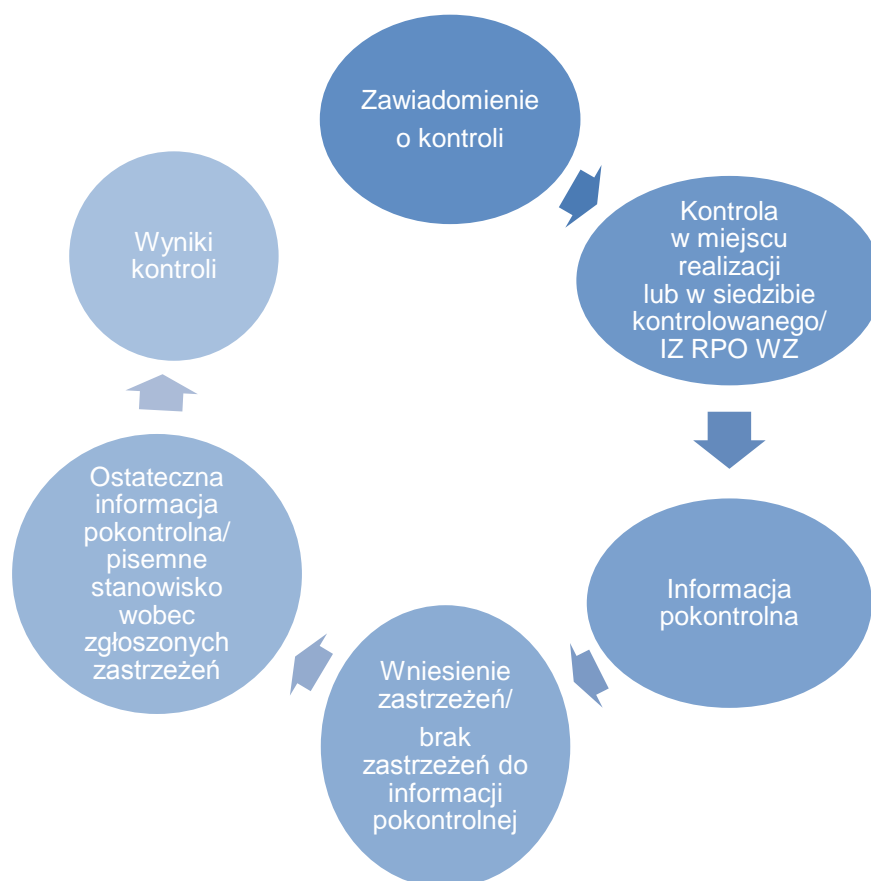 Zawiadomienie
o kontroli
Kontrola
w miejscu
realizacji
lub w siedzibie
kontrolowanego/
IZ RPO WZ
Informacja
pokontrolna
Wniesienie
zastrzeżeń/
brak
zastrzeżeń do
informacji
pokontrolnej
Ostateczna
informacja
pokontrolna/
pisemne
stanowisko
wobec
zgłoszonych
zastrzeżeń
Wyniki
kontroli